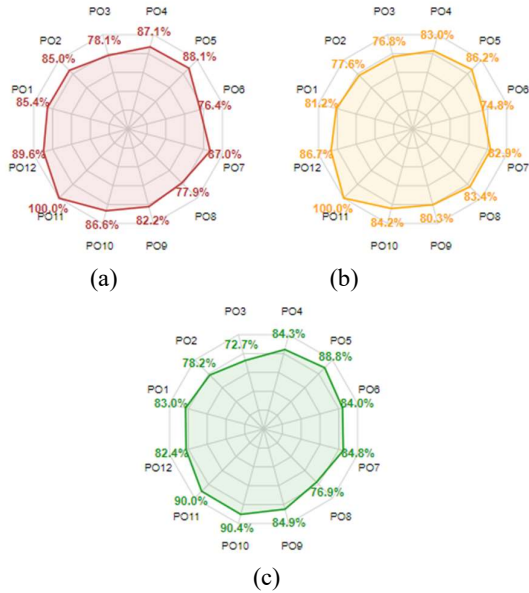 PO3 PO4
87.1%
78.1%
PO2 PO5
85.0% 88.1%
PO1 PO6
85.4% 76.4%
89.6% 87.0%
PO12 PO7
100.0% 77.9%
PO11 PO8
86.6% 82.2%
PO10 PO9
(a)
PO3 PO4
83.0%
76.8%
PO2 PO5
77.6% 86.2%
PO1 PO6
81.2% 74.8%
86.7% 82.9%
PO12 PO7
100.0% 83.4%
PO11 PO8
84.2% 80.3%
PO10 PO9
(b)
PO3 PO4
84.3%
72.7%
PO2 PO5
78.2% 88.8%
PO1 PO6
83.0% 84.0%
82.4% 84.8%
PO12 PO7
90.0% 76.9%
PO11 PO8
90.4% 84.9%
PO10 PO9
(c)